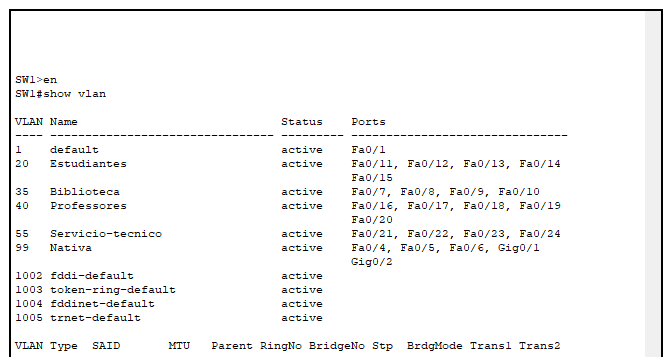 SW1>en
SW1#show vlan
VLAN Name                             Status    Ports
---- -------------------------------- --------- -------------------------------
1    default                          active    Fa0/1
20   Estudiantes                      active    Fa0/11, Fa0/12, Fa0/13, Fa0/14
                                                Fa0/15
35   Biblioteca                       active    Fa0/7, Fa0/8, Fa0/9, Fa0/10
40   Professores                      active    Fa0/16, Fa0/17, Fa0/18, Fa0/19
                                                Fa0/20
55   Servicio-tecnico                 active    Fa0/21, Fa0/22, Fa0/23, Fa0/24
99   Nativa                           active    Fa0/4, Fa0/5, Fa0/6, Gig0/1
                                                Gig0/2
1002 fddi-default                     active
1003 token-ring-default               active
1004 fddinet-default                  active
1005 trnet-default                    active
VLAN Type  SAID       MTU   Parent RingNo BridgeNo Stp  BrdgMode Trans1 Trans2